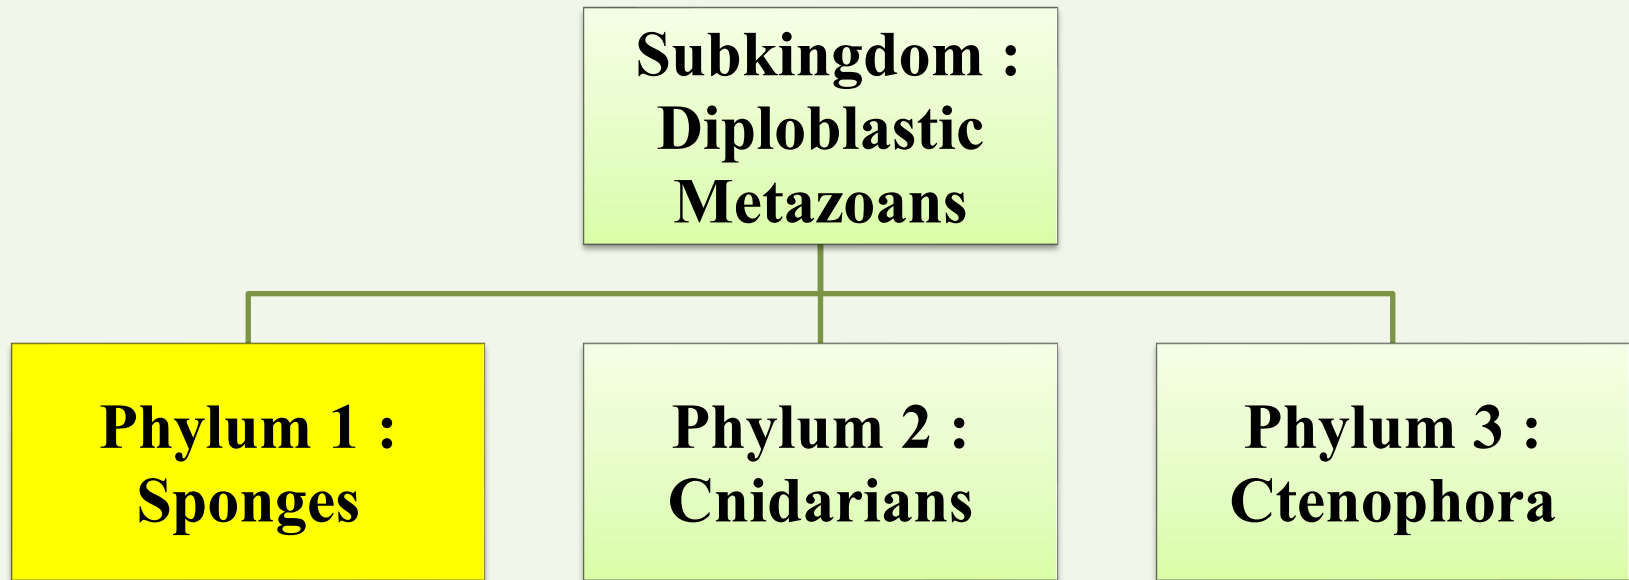 Subkingdom :
Diploblastic
Metazoans
Phylum 1 :
Sponges
Phylum 2 :
Cnidarians
Phylum 3 :
Ctenophora